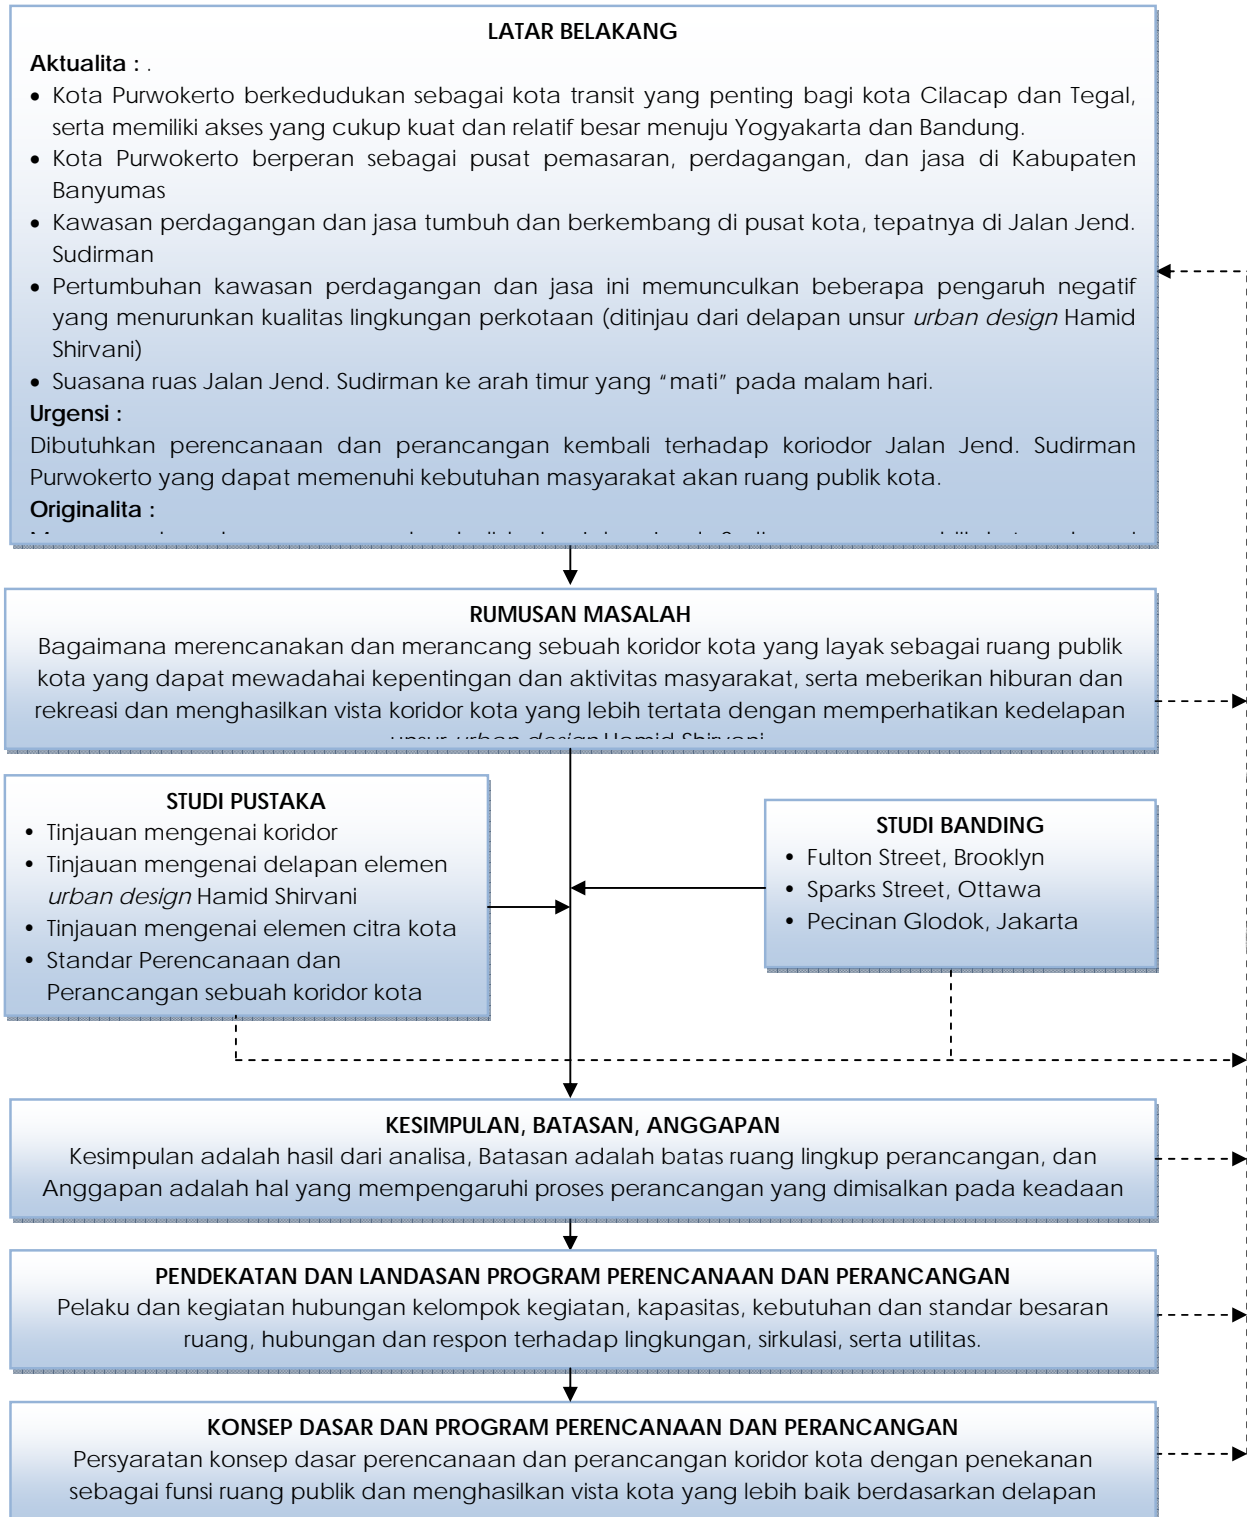 LATAR BELAKANG
Aktualita : .
• Kota Purwokerto berkedudukan sebagai kota transit yang penting bagi kota Cilacap dan Tegal,
serta memiliki akses yang cukup kuat dan relatif besar menuju Yogyakarta dan Bandung.
• Kota Purwokerto berperan sebagai pusat pemasaran, perdagangan, dan jasa di Kabupaten
Banyumas
• Kawasan perdagangan dan jasa tumbuh dan berkembang di pusat kota, tepatnya di Jalan Jend.
Sudirman
• Pertumbuhan kawasan perdagangan dan jasa ini memunculkan beberapa pengaruh negatif
yang menurunkan kualitas lingkungan perkotaan (ditinjau dari delapan unsur urban design Hamid
Shirvani)
• Suasana ruas Jalan Jend. Sudirman ke arah timur yang “mati” pada malam hari.
Urgensi :
Dibutuhkan perencanaan dan perancangan kembali terhadap koriodor Jalan Jend. Sudirman
Purwokerto yang dapat memenuhi kebutuhan masyarakat akan ruang publik kota.
Originalita :
RUMUSAN MASALAH
Bagaimana merencanakan dan merancang sebuah koridor kota yang layak sebagai ruang publik
kota yang dapat mewadahai kepentingan dan aktivitas masyarakat, serta meberikan hiburan dan
rekreasi dan menghasilkan vista koridor kota yang lebih tertata dengan memperhatikan kedelapan
unsur urban design Hamid Shirvani
STUDI PUSTAKA
• Tinjauan mengenai koridor
• Tinjauan mengenai delapan elemen
urban design Hamid Shirvani
• Tinjauan mengenai elemen citra kota
• Standar Perencanaan dan
Perancangan sebuah koridor kota
STUDI BANDING
• Fulton Street, Brooklyn
• Sparks Street, Ottawa
• Pecinan Glodok, Jakarta
KESIMPULAN, BATASAN, ANGGAPAN
Kesimpulan adalah hasil dari analisa, Batasan adalah batas ruang lingkup perancangan, dan
Anggapan adalah hal yang mempengaruhi proses perancangan yang dimisalkan pada keadaan
PENDEKATAN DAN LANDASAN PROGRAM PERENCANAAN DAN PERANCANGAN
Pelaku dan kegiatan hubungan kelompok kegiatan, kapasitas, kebutuhan dan standar besaran
ruang, hubungan dan respon terhadap lingkungan, sirkulasi, serta utilitas.
KONSEP DASAR DAN PROGRAM PERENCANAAN DAN PERANCANGAN
Persyaratan konsep dasar perencanaan dan perancangan koridor kota dengan penekanan
sebagai funsi ruang publik dan menghasilkan vista kota yang lebih baik berdasarkan delapan